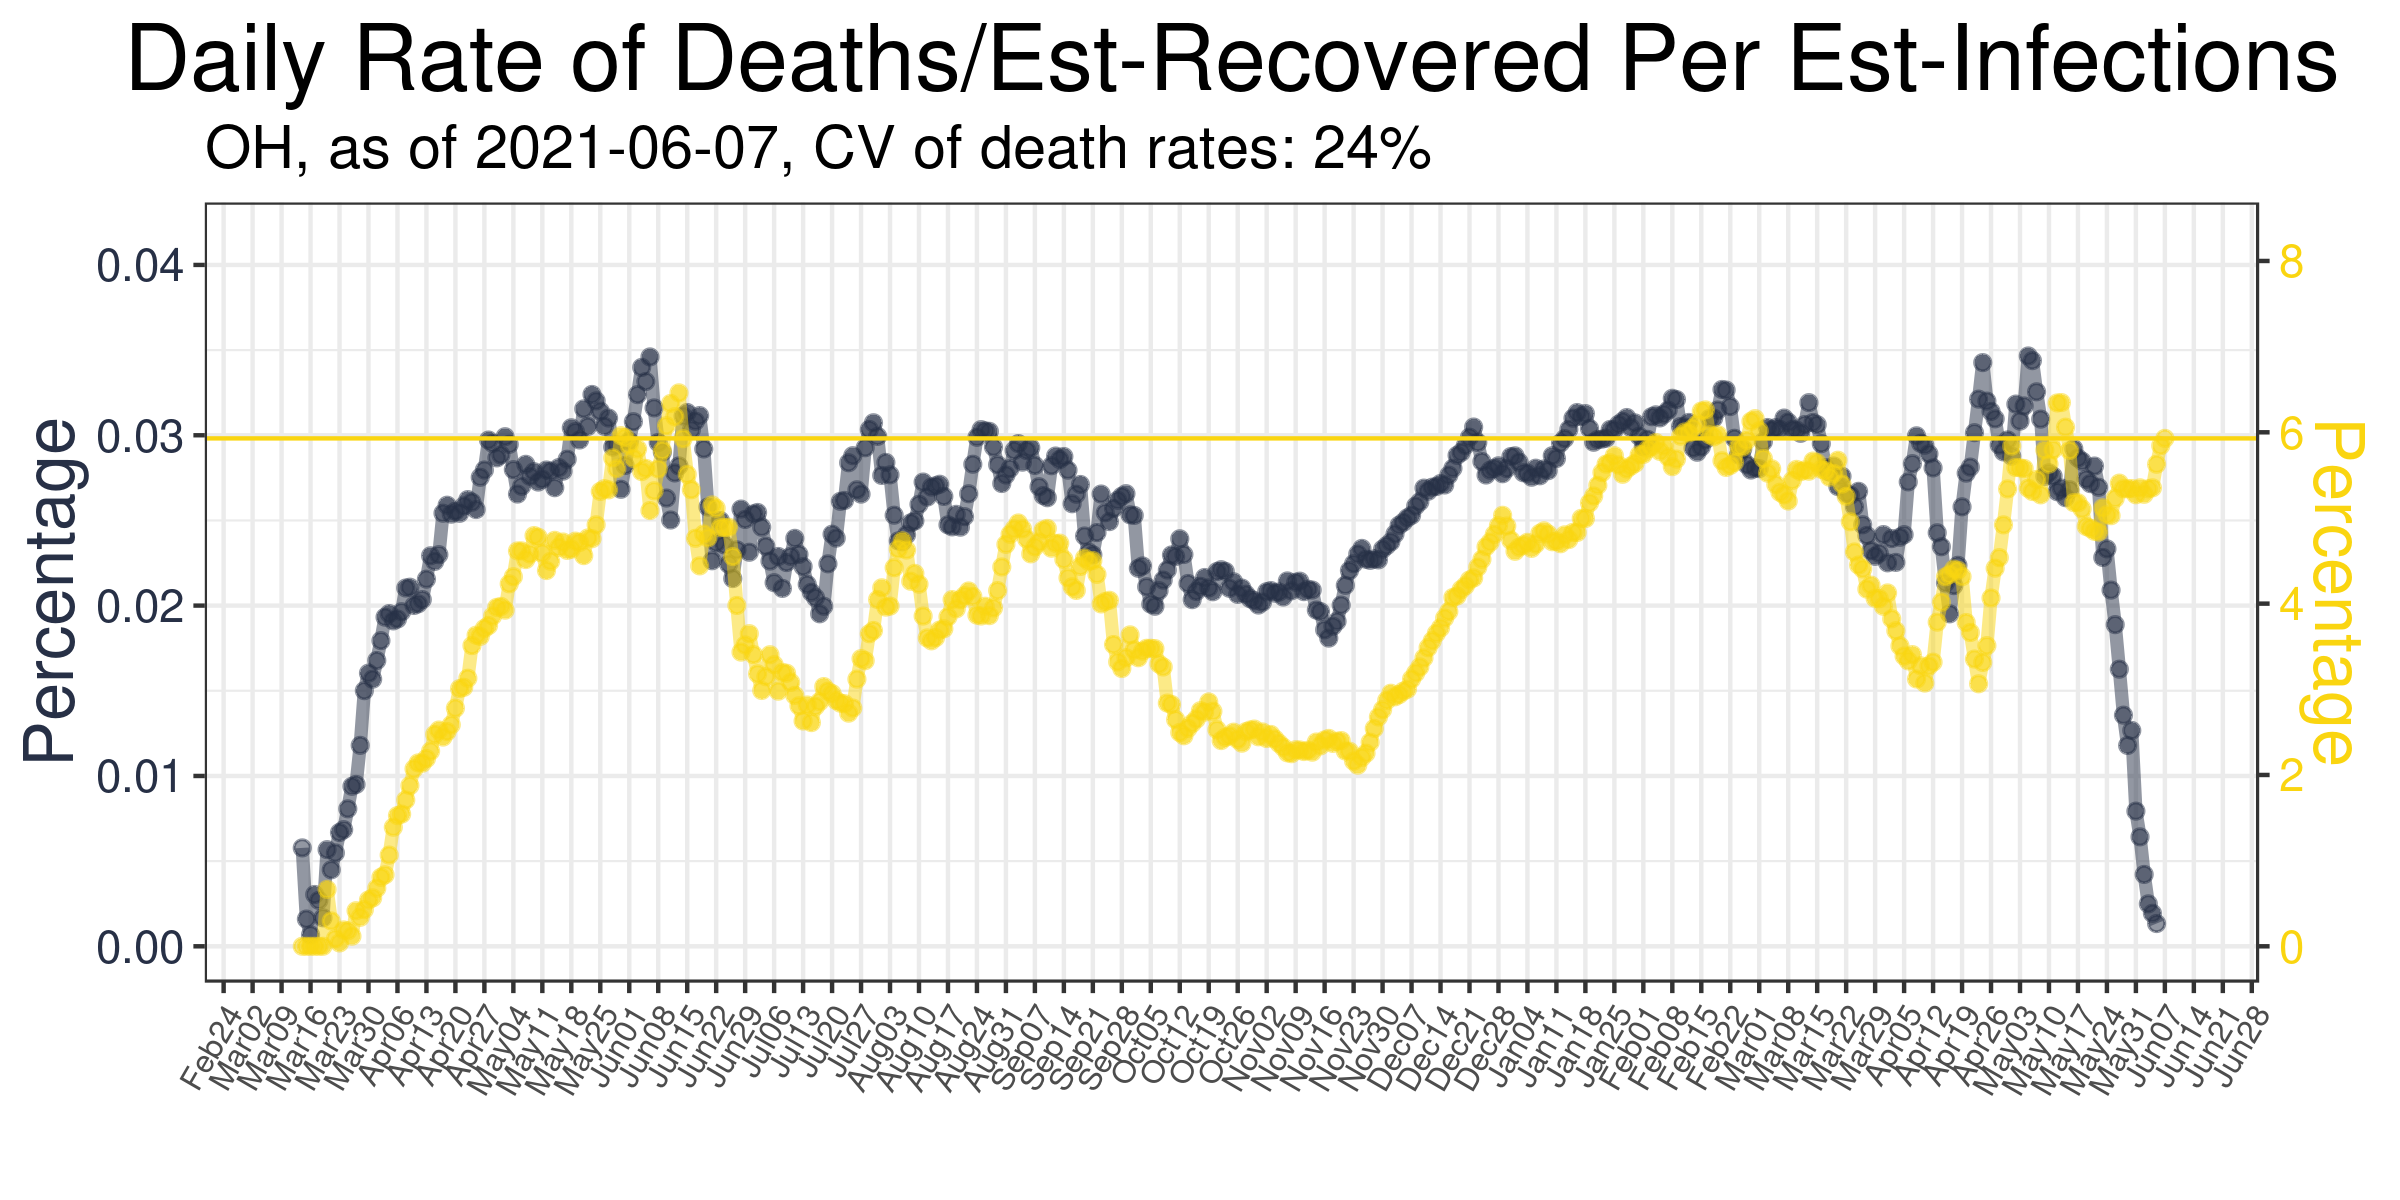 Daily Rate of Deaths/Est-Recovered Per Est-Infections
OH, as of 2021-06-07, CV of death rates: 24%
Percentage
0.04
0.03
0.02
0.01
0.00
8
6
4
2
0
Percentage
Feb24
Mar02
Mar09
Mar16
Mar23
Mar30
Apr06
Apr13
Apr20
Apr27
May04
May11
May18
May25
Jun01
Jun08
Jun15
Jun22
Jun29
Jul06
Jul13
Jul20
Jul27
Aug03
Aug10
Aug17
Aug24
Aug31
Sep07
Sep14
Sep21
Sep28
Oct05
Oct12
Oct19
Oct26
Nov02
Nov09
Nov16
Nov23
Nov30
Dec07
Dec14
Dec21
Dec28
Jan04
Jan11
Jan18
Jan25
Feb01
Feb08
Feb15
Feb22
Mar01
Mar08
Mar15
Mar22
Mar29
Apr05
Apr12
Apr19
Apr26
May03
May10
May17
May24
May31
Jun07
Jun14
Jun21
Jun28